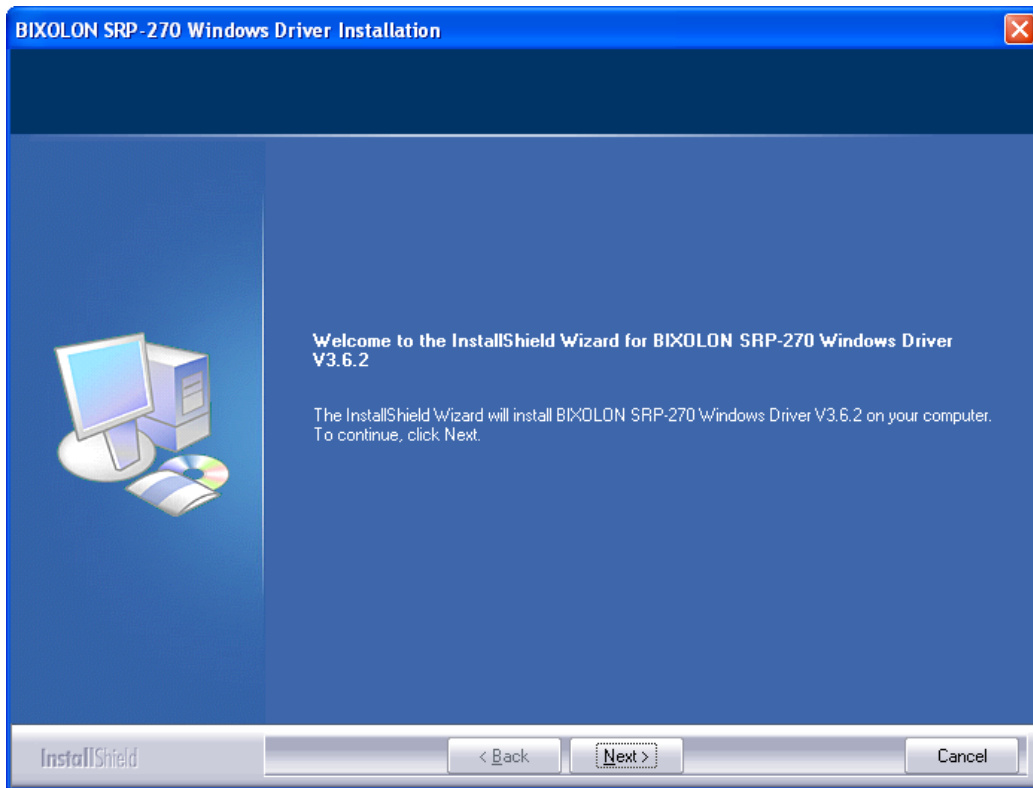 BIXOLON SRP-270 Windows Driver Installation
Welcome to the InstallShield Wizard for BIXOLON SRP-270 Windows Driver
V3.6.2
The InstallShield Wizard will install BIXOLON SRP-270 Windows Driver V3.6.2 on your computer.
To continue, click Next.
InstallShield
< Back
Next >
Cancel